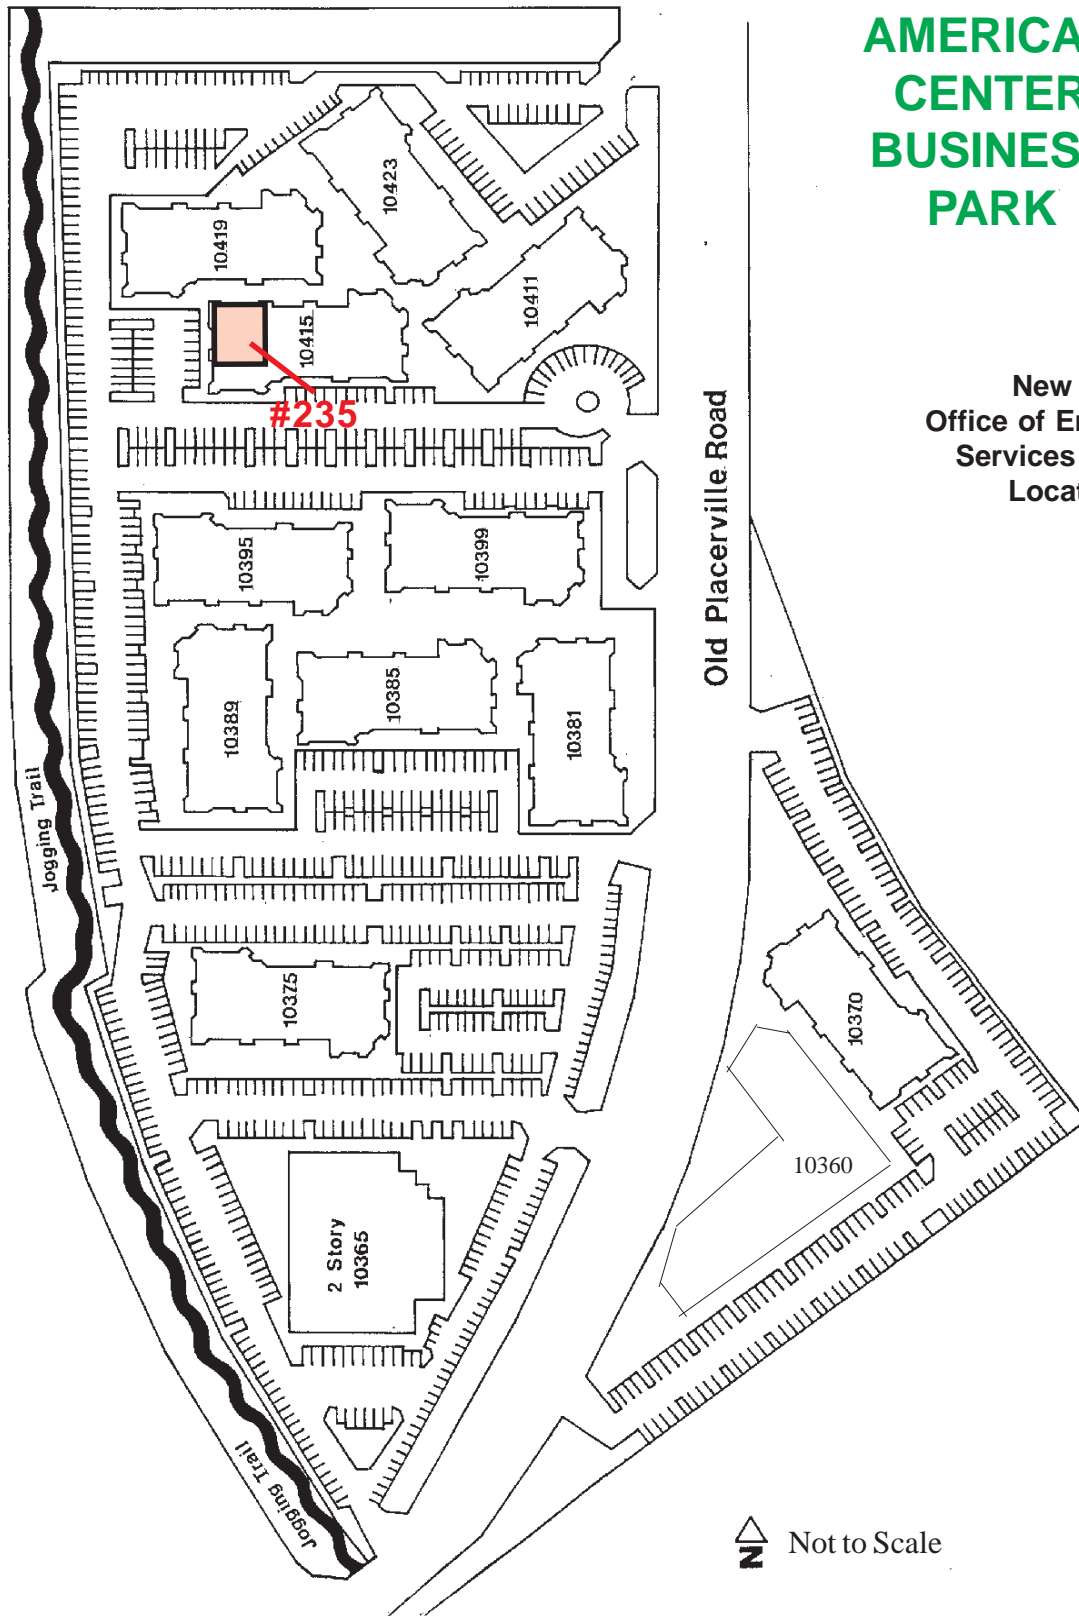 AMERICA
CENTER
BUSINES
PARK
New
Office of E
Services
Locat
10423
10419
10411
10415
#235
Old Placerville Road
10395
10399
10389
10385
10381
Jogging Trail
10375
10370
10360
2 Story
10365
Jogging Trail
N
Not to Scale